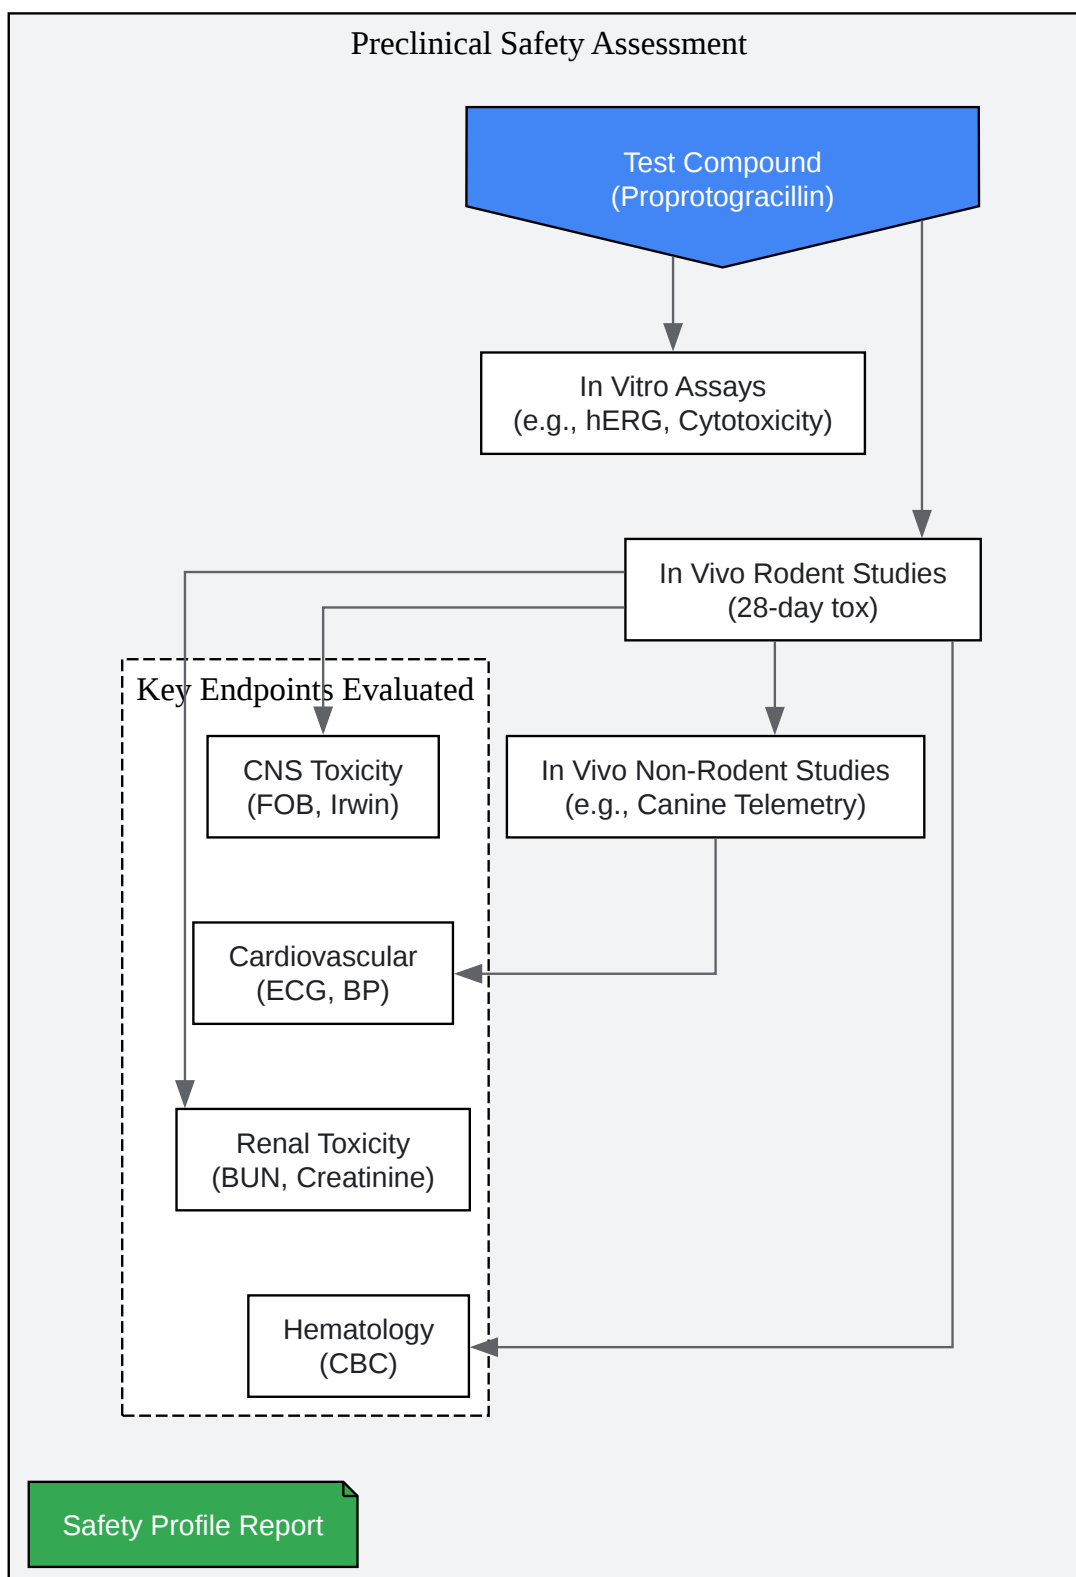 Preclinical Safety Assessment
Test Compound
(Proprotogracillin)
In Vitro Assays
(e.g., hERG, Cytotoxicity)
In Vivo Rodent Studies
(28-day tox)
Key Endpoints Evaluated
CNS Toxicity
(FOB, Irwin)
In Vivo Non-Rodent Studies
(e.g., Canine Telemetry)
Cardiovascular
(ECG, BP)
Renal Toxicity
(BUN, Creatinine)
Hematology
(CBC)
Safety Profile Report